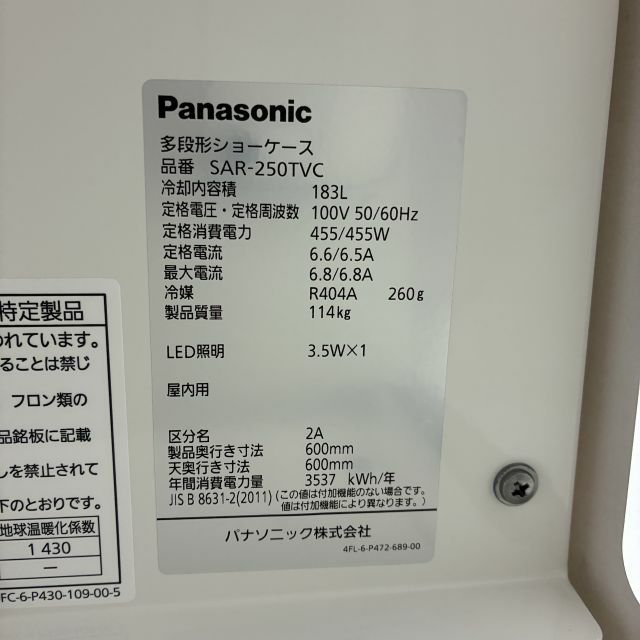 Panasonic
多段形ショーケース
品番 SAR-250TVC
冷却内容積 183L
定格電圧・定格周波数 100V 50/60Hz
定格消費電力 455/455W
定格電流 6.6/6.5A
最大電流 6.8/6.8A
冷媒 R404A 260g
製品質量 114kg
LED照明 3.5W×1
屋内用
区分名 2A
製品奥行き寸法 600mm
天奥行き寸法 600mm
年間消費電力量 3537 kWh/年
JIS B 8631-2(2011) (この値は付加機能のない場合です。
値は付加機能により異なります。)
パナソニック株式会社
4FL-6-P472-689-00
特定製品
われています。
ることは禁じ
フロン類の
品銘板に記載
しを禁止されて
下のとおりです。
地球温暖化係数
1 430
―
FC-6-P430-109-00-5